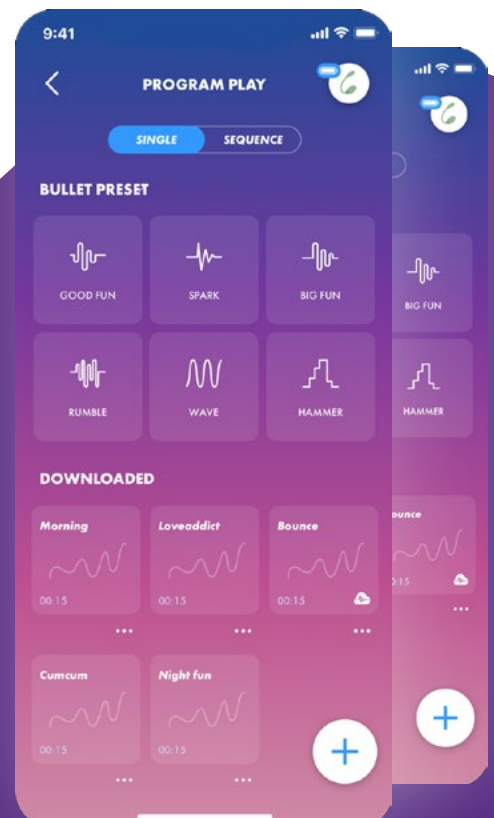 9:41
PROGRAM PLAY
SINGLE SEQUENCE
BULLET PRESET
GOOD FUN SPARK BIG FUN
RUMBLE WAVE HAMMER
DOWNLOADED
Morning Loveaddict Bounce
00:15 00:15 00:15
Cumcum Night fun
00:15 00:15
BIG FUN
HAMMER
ounce
:15